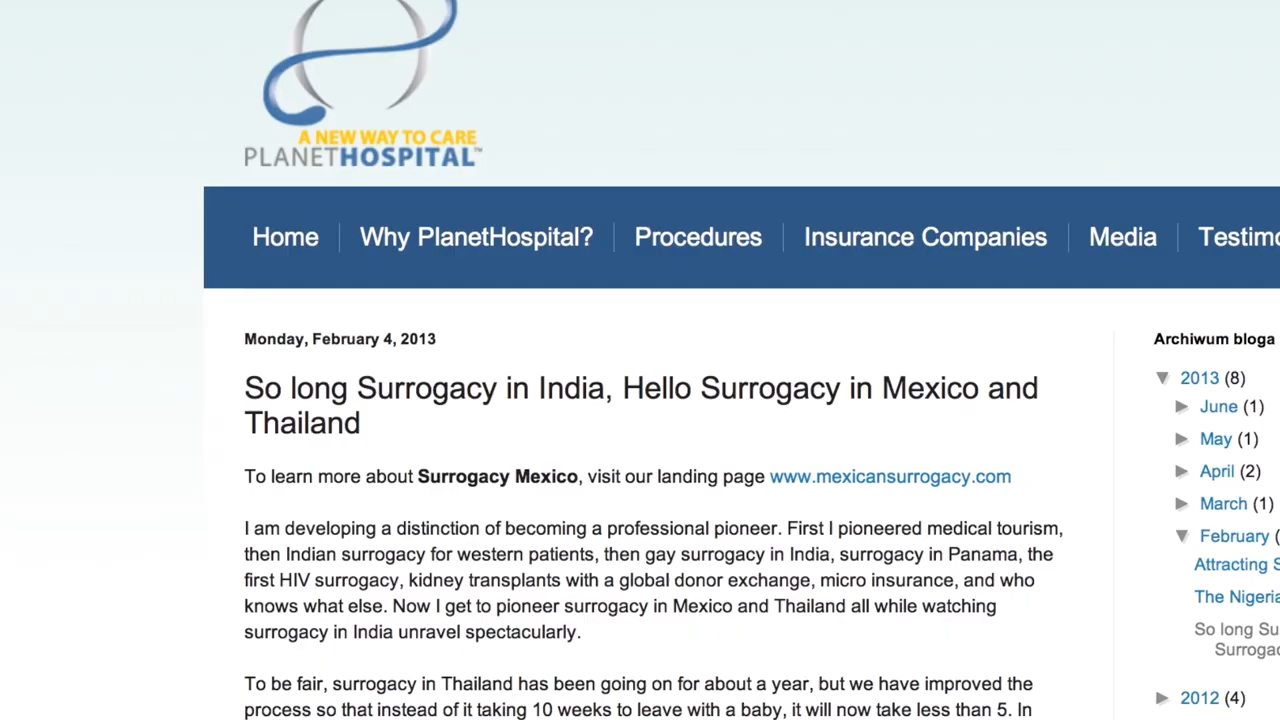 A NEW WAY TO CARE
PLANETHOSPITAL™
Home Why PlanetHospital? Procedures Insurance Companies Media
Monday, February 4, 2013
So long Surrogacy in India, Hello Surrogacy in Mexico and
Thailand
To learn more about Surrogacy Mexico, visit our landing page www.mexicansurrogacy.com
I am developing a distinction of becoming a professional pioneer. First I pioneered medical tourism,
then Indian surrogacy for western patients, then gay surrogacy in India, surrogacy in Panama, the
first HIV surrogacy, kidney transplants with a global donor exchange, micro insurance, and who
knows what else. Now I get to pioneer surrogacy in Mexico and Thailand all while watching
surrogacy in India unravel spectacularly.
To be fair, surrogacy in Thailand has been going on for about a year, but we have improved the
process so that instead of it taking 10 weeks to leave with a baby, it will now take less than 5. In
Archiwum bloga
▼ 2013 (8)
► June (1)
► May (1)
► April (2)
► March (1)
▼ February (
Attracting S
The Nigeria
So long Su
Surrogac
► 2012 (4)